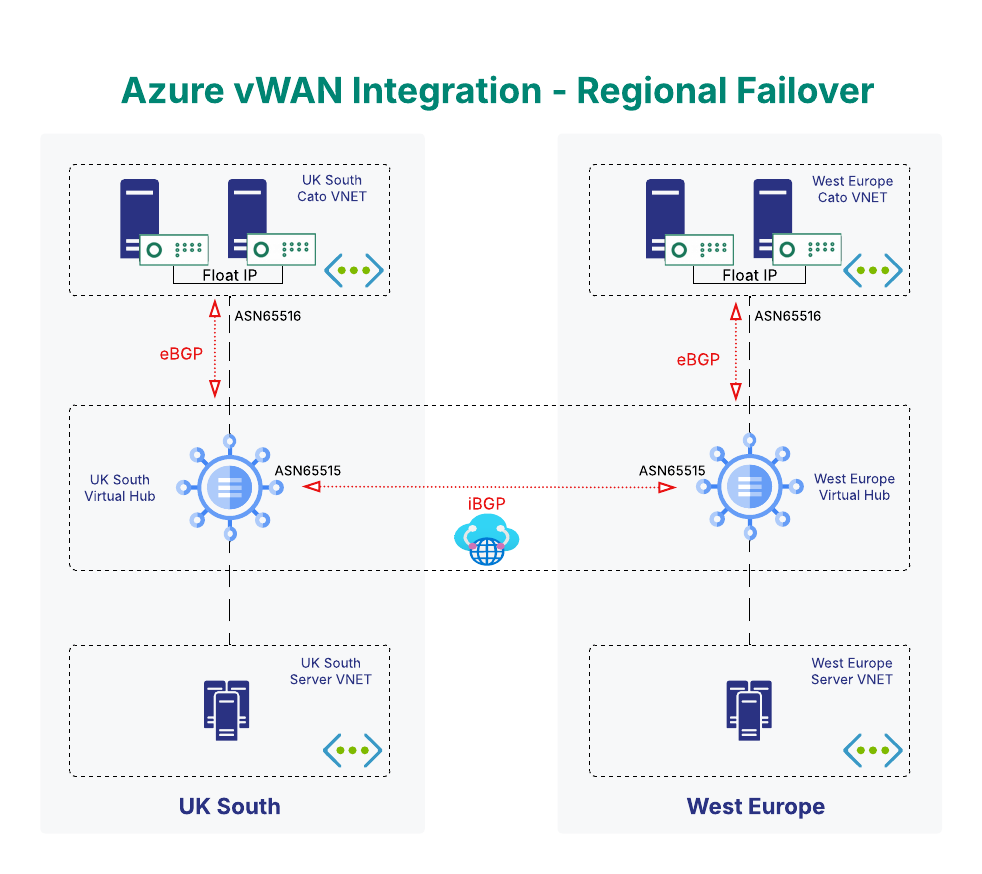 Azure vWAN Integration - Regional Failover
UK South
Cato VNET
Float IP
ASN65516
eBGP
West Europe
Cato VNET
Float IP
ASN65516
eBGP
UK South
Virtual Hub
ASN65515
iBGP
ASN65515
West Europe
Virtual Hub
UK South
Server VNET
UK South
West Europe
Server VNET
West Europe